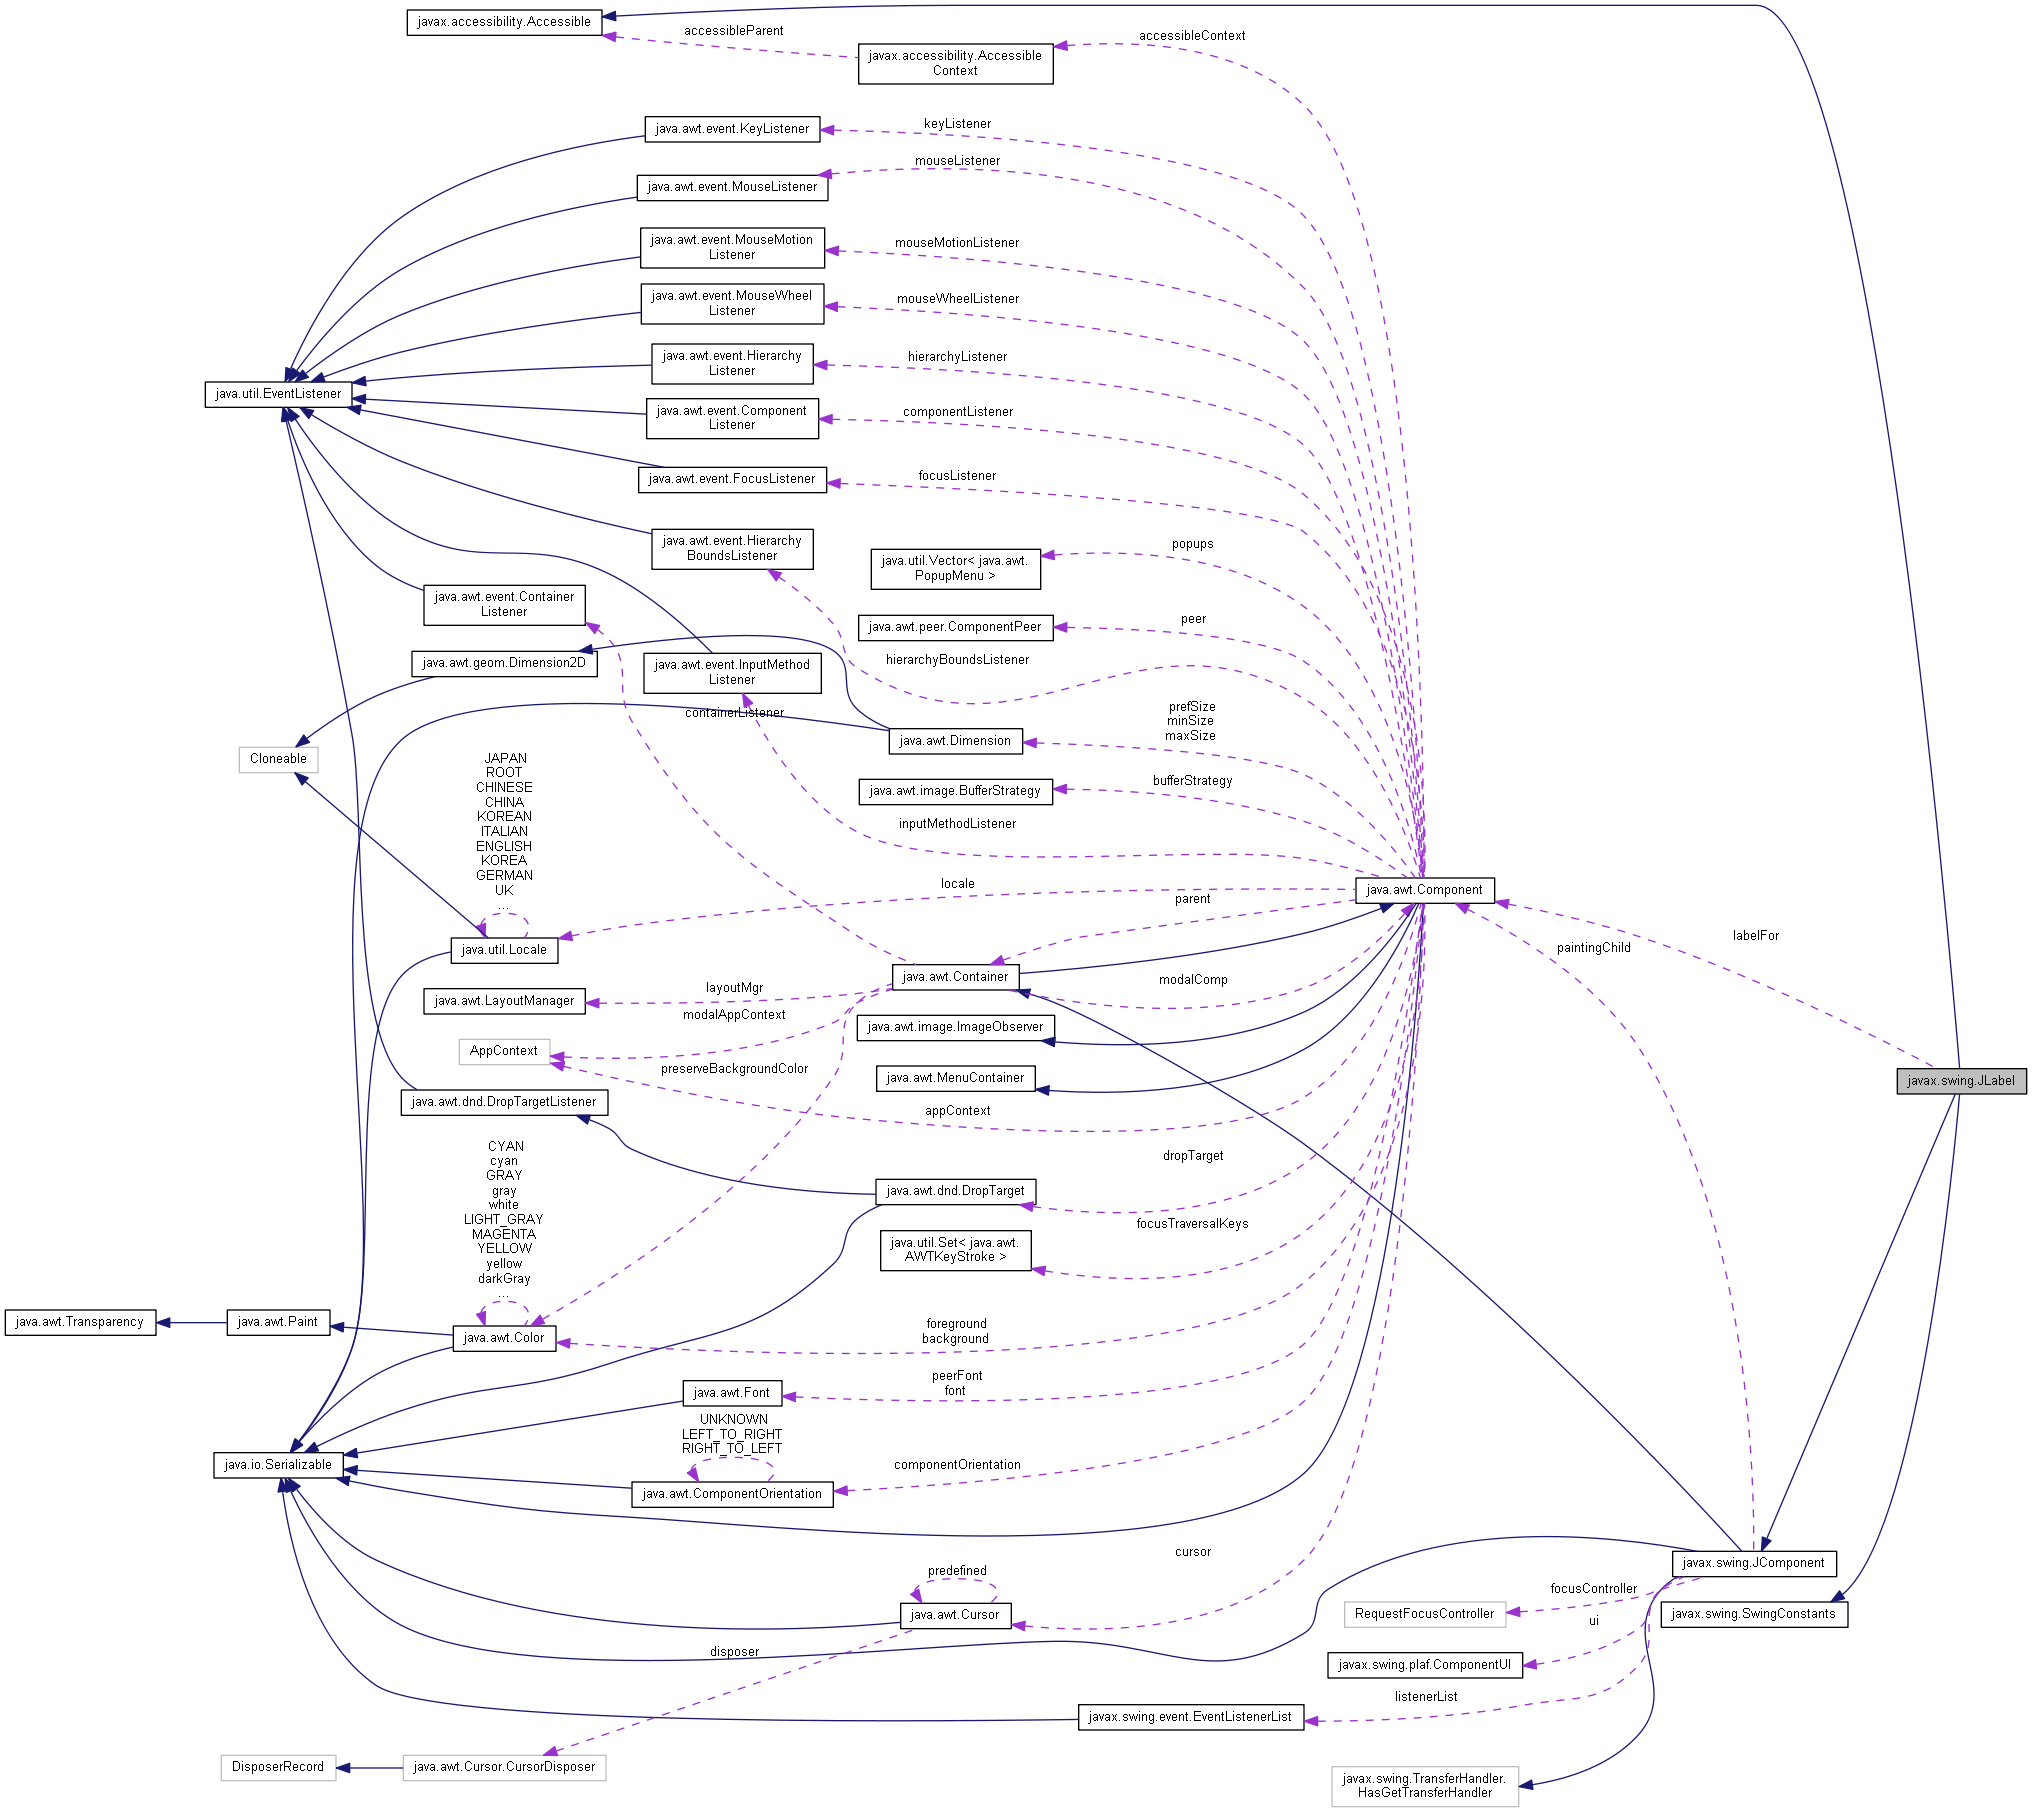 javax.accessibility.Accessible
accessibleParent
accessibleContext
javax.accessibility.Accessible
Context
java.awt.event.KeyListener
keyListener
mouseListener
java.awt.event.MouseListener
java.awt.event.MouseMotion
Listener
mouseMotionListener
java.awt.event.MouseWheel
Listener
mouseWheelListener
java.awt.event.Hierarchy
Listener
hierarchyListener
java.util.EventListener
java.awt.event.Component
Listener
componentListener
java.awt.event.FocusListener
focusListener
java.awt.event.Hierarchy
BoundsListener
java.util.Vector< java.awt.
PopupMenu >
popups
java.awt.event.Container
Listener
java.awt.peer.ComponentPeer
peer
java.awt.geom.Dimension2D
java.awt.event.InputMethod
Listener
hierarchyBoundsListener
containerListener
prefSize
minSize
maxSize
java.awt.Dimension
Cloneable
JAPAN
ROOT
CHINESE
CHINA
KOREAN
ITALIAN
ENGLISH
KOREA
GERMAN
UK
...
java.awt.image.BufferStrategy
bufferStrategy
inputMethodListener
locale
java.awt.Component
parent
java.util.Locale
labelFor
paintingChild
java.awt.Container
modalComp
java.awt.LayoutManager
layoutMgr
modalAppContext
java.awt.image.ImageObserver
AppContext
preserveBackgroundColor
java.awt.MenuContainer
javax.swing.JLabel
java.awt.dnd.DropTargetListener
appContext
CYAN
cyan
GRAY
gray
white
LIGHT_GRAY
MAGENTA
YELLOW
yellow
darkGray
...
dropTarget
java.awt.dnd.DropTarget
focusTraversalKeys
java.util.Set< java.awt.
AWTKeyStroke >
java.awt.Transparency
java.awt.Paint
java.awt.Color
foreground
background
java.awt.Font
peerFont
font
UNKNOWN
LEFT_TO_RIGHT
RIGHT_TO_LEFT
java.io.Serializable
java.awt.ComponentOrientation
componentOrientation
cursor
predefined
java.awt.Cursor
javax.swing.JComponent
focusController
RequestFocusController
javax.swing.SwingConstants
ui
disposer
javax.swing.plaf.ComponentUI
listenerList
javax.swing.event.EventListenerList
DisposerRecord
java.awt.Cursor.CursorDisposer
javax.swing.TransferHandler.
HasGetTransferHandler